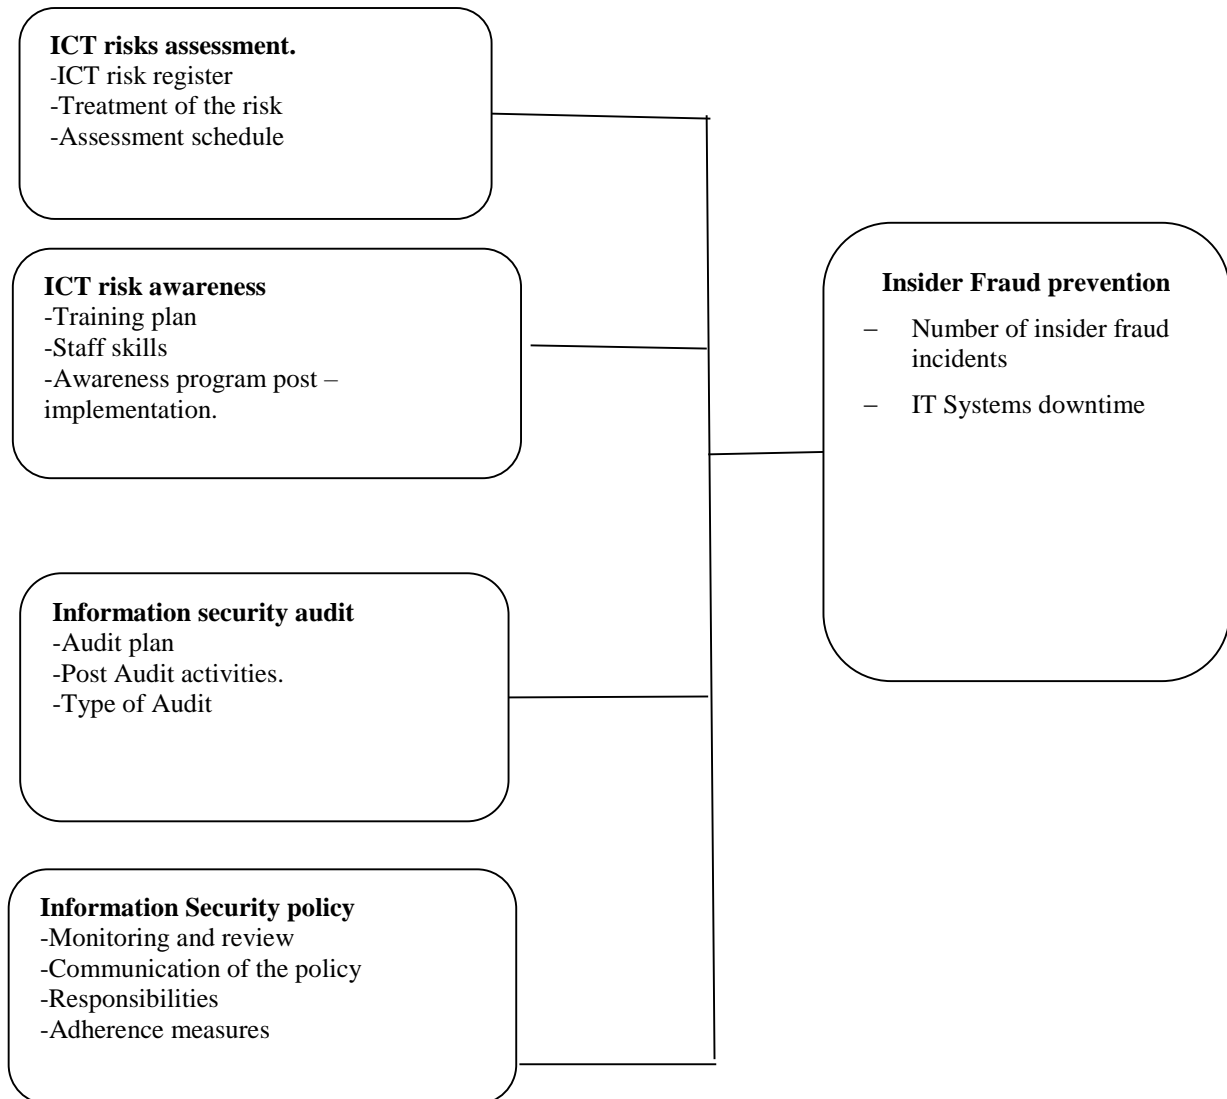 ICT risks assessment.
-ICT risk register
-Treatment of the risk
-Assessment schedule
ICT risk awareness
-Training plan
-Staff skills
-Awareness program post –
implementation.
Information security audit
-Audit plan
-Post Audit activities.
-Type of Audit
Information Security policy
-Monitoring and review
-Communication of the policy
-Responsibilities
-Adherence measures
Insider Fraud prevention
– Number of insider fraud
incidents
– IT Systems downtime